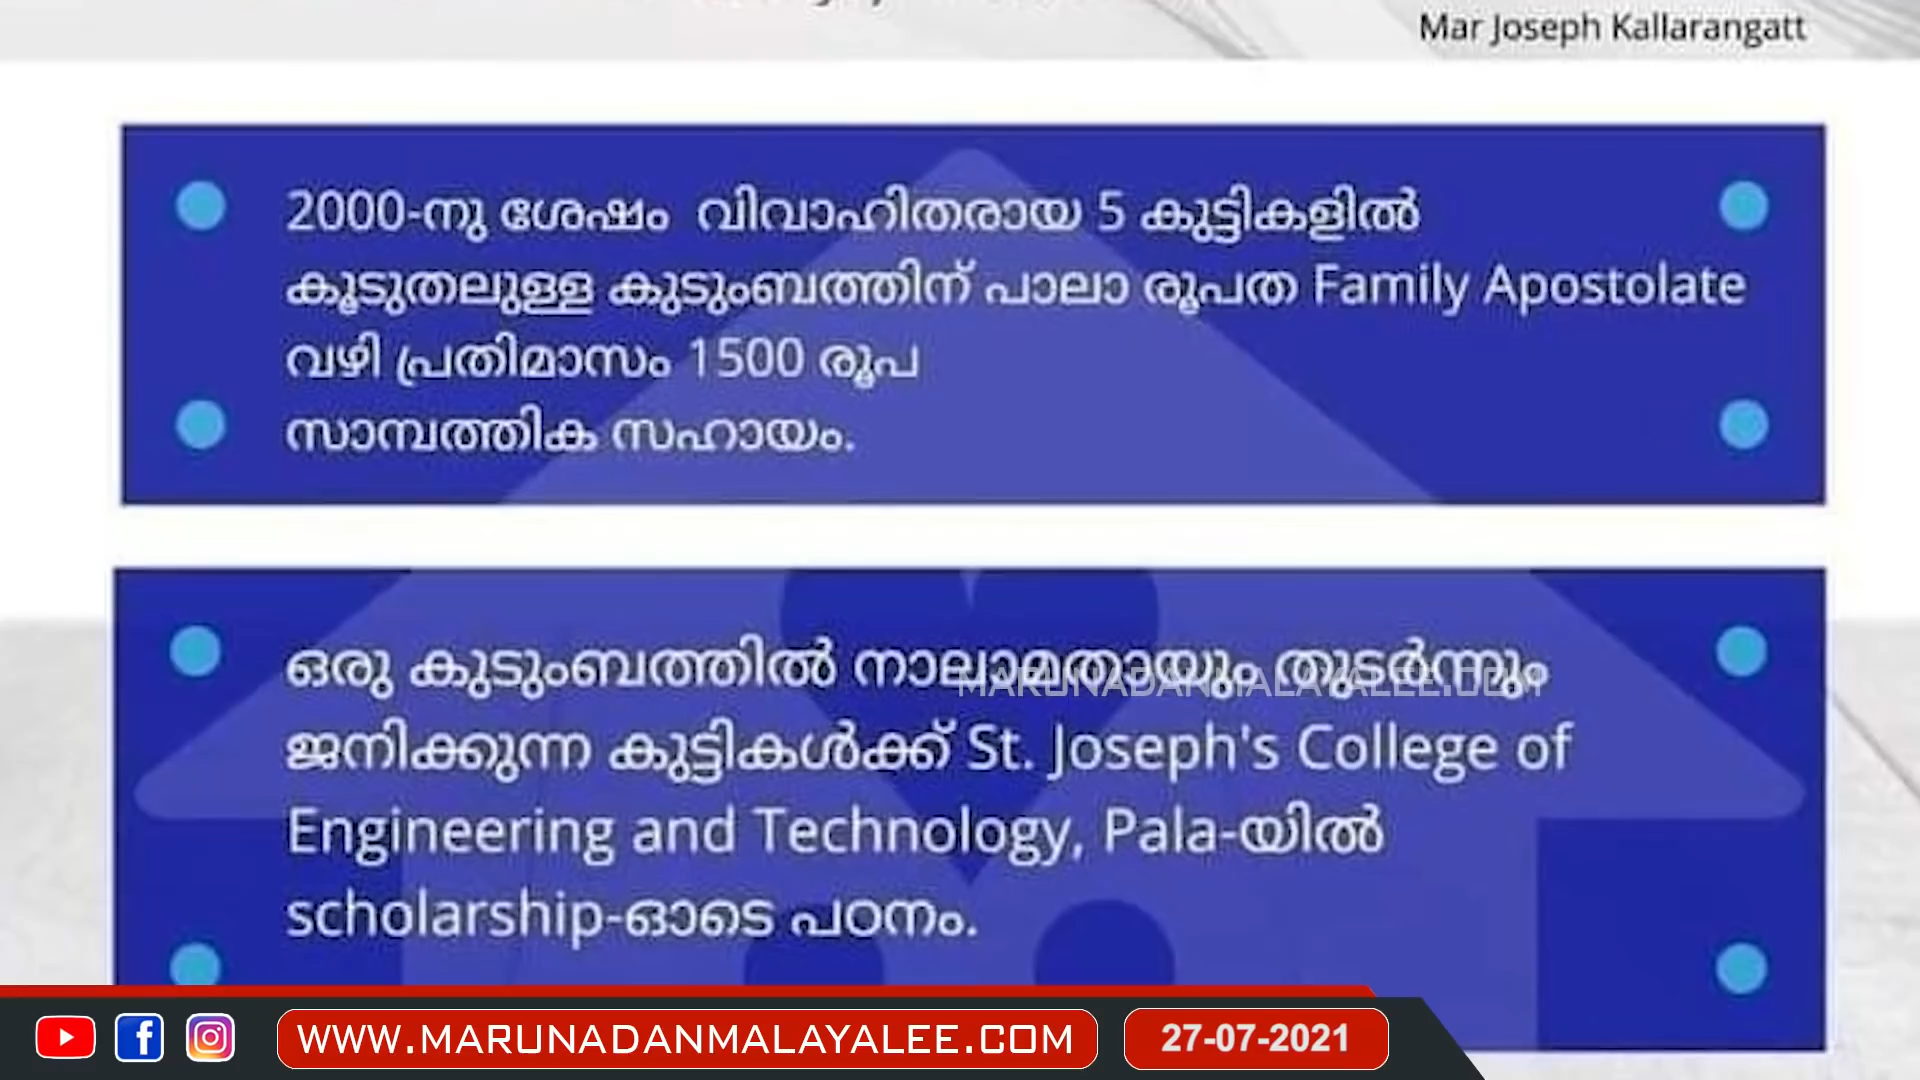 Mar Joseph Kallarangatt
2000-നു ശേഷം വിവാഹിതരായ 5 കുട്ടികളിൽ
കൂടുതലുള്ള കുടുംബത്തിന് പാലാ രൂപത Family Apostolate
വഴി പ്രതിമാസം 1500 രൂപ
സാമ്പത്തിക സഹായം.
ഒരു കുടുംബത്തിൽ നാലാമതായും തുടർന്നും
MARUNADANMALAYALEE.COM
ജനിക്കുന്ന കുട്ടികൾക്ക് St. Joseph's College of
Engineering and Technology, Pala-യിൽ
scholarship-ഓടെ പഠനം.
WWW.MARUNADANMALAYALEE.COM
27-07-2021